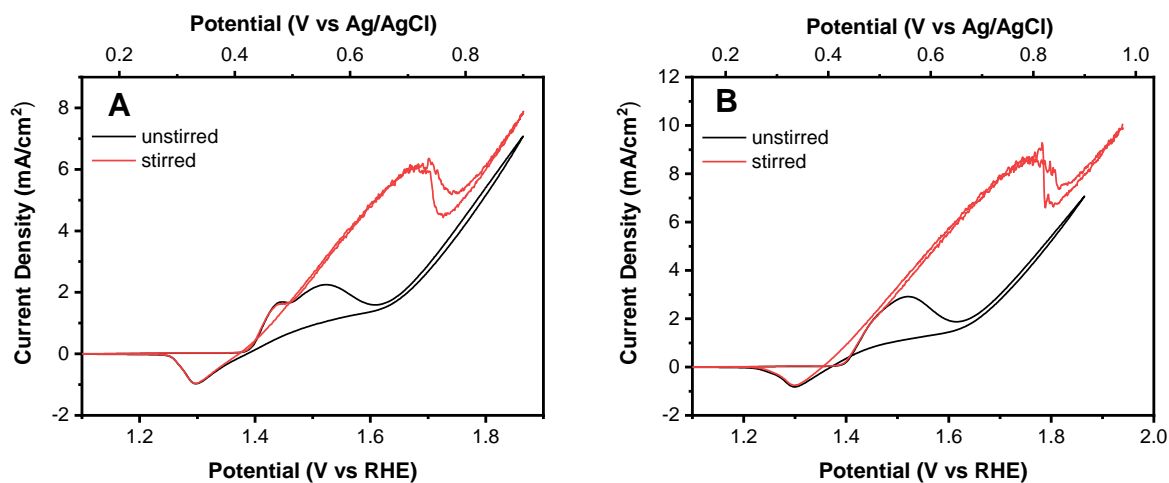 Potential (V vs Ag/AgCl)
0.2 0.4 0.6 0.8
A
unstirred
stirred
Current Density (mA/cm²)
8
6
4
2
0
-2
1.2 1.4 1.6 1.8
Potential (V vs RHE)
Potential (V vs Ag/AgCl)
0.2 0.4 0.6 0.8 1.0
B
unstirred
stirred
Current Density (mA/cm²)
12
10
8
6
4
2
0
-2
1.2 1.4 1.6 1.8 2.0
Potential (V vs RHE)